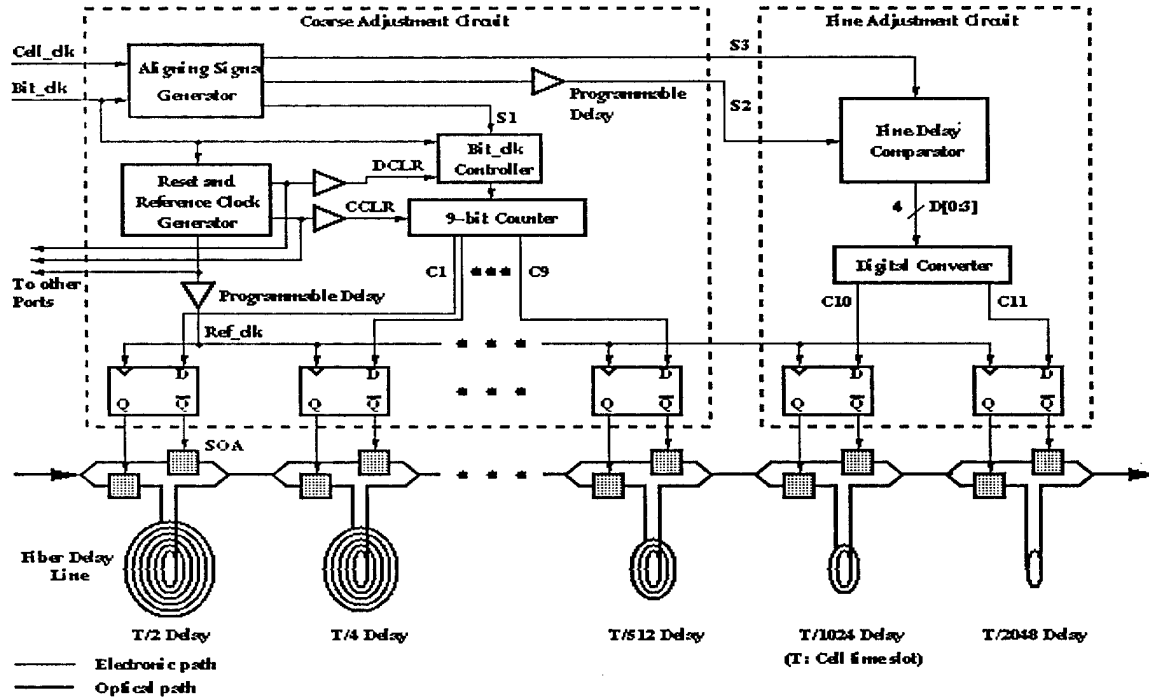 Coarse Adjustment Circuit
Fine Adjustment Circuit
Cell_clk
Bit_clk
Aligning Signal
Generator
Programmable
Delay
S3
S2
S1
Fine Delay
Comparator
Bit_clk
Controller
DCLR
Reset and
Reference Clock
Generator
CCLR
9-bit Counter
4
D[0:3]
Digital Converter
To other
Ports
C1
C9
C10
C11
Programmable Delay
Ref_clk
D
D
D
D
D
Q
Q
Q
Q
Q
Q
Q
Q
Q
Q
SOA
Fiber Delay
Line
T/2 Delay
T/4 Delay
T/512 Delay
T/1024 Delay
T/2048 Delay
(T: Cell timeslot)
Electronic path
Optical path